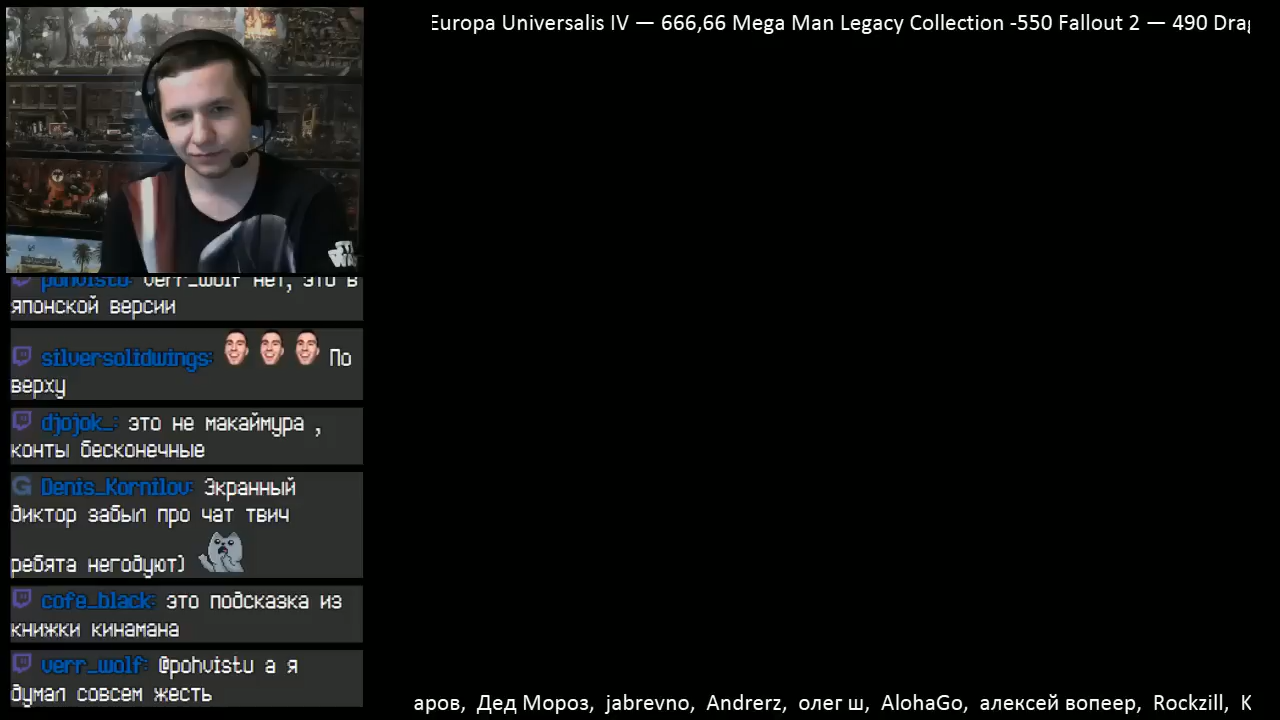 Europa Universalis IV — 666,66 Mega Man Legacy Collection -550 Fallout 2 — 490 Drag
pohvistu: verr_wolf нет, это в
японской версии
silversolidwings: По
верху
djojok_: это не макаймура ,
конты бесконечные
Denis_Kornilov: Экранный
диктор забыл про чат твич
ребята негодуют)
cofe_black: это подсказка из
книжки кинамана
verr_wolf: @pohvistu а я
думал совсем жесть
аров, Дед Мороз, jabrevno, Andrerz, олег ш, AlohaGo, алексей вопеер, Rockzill, K